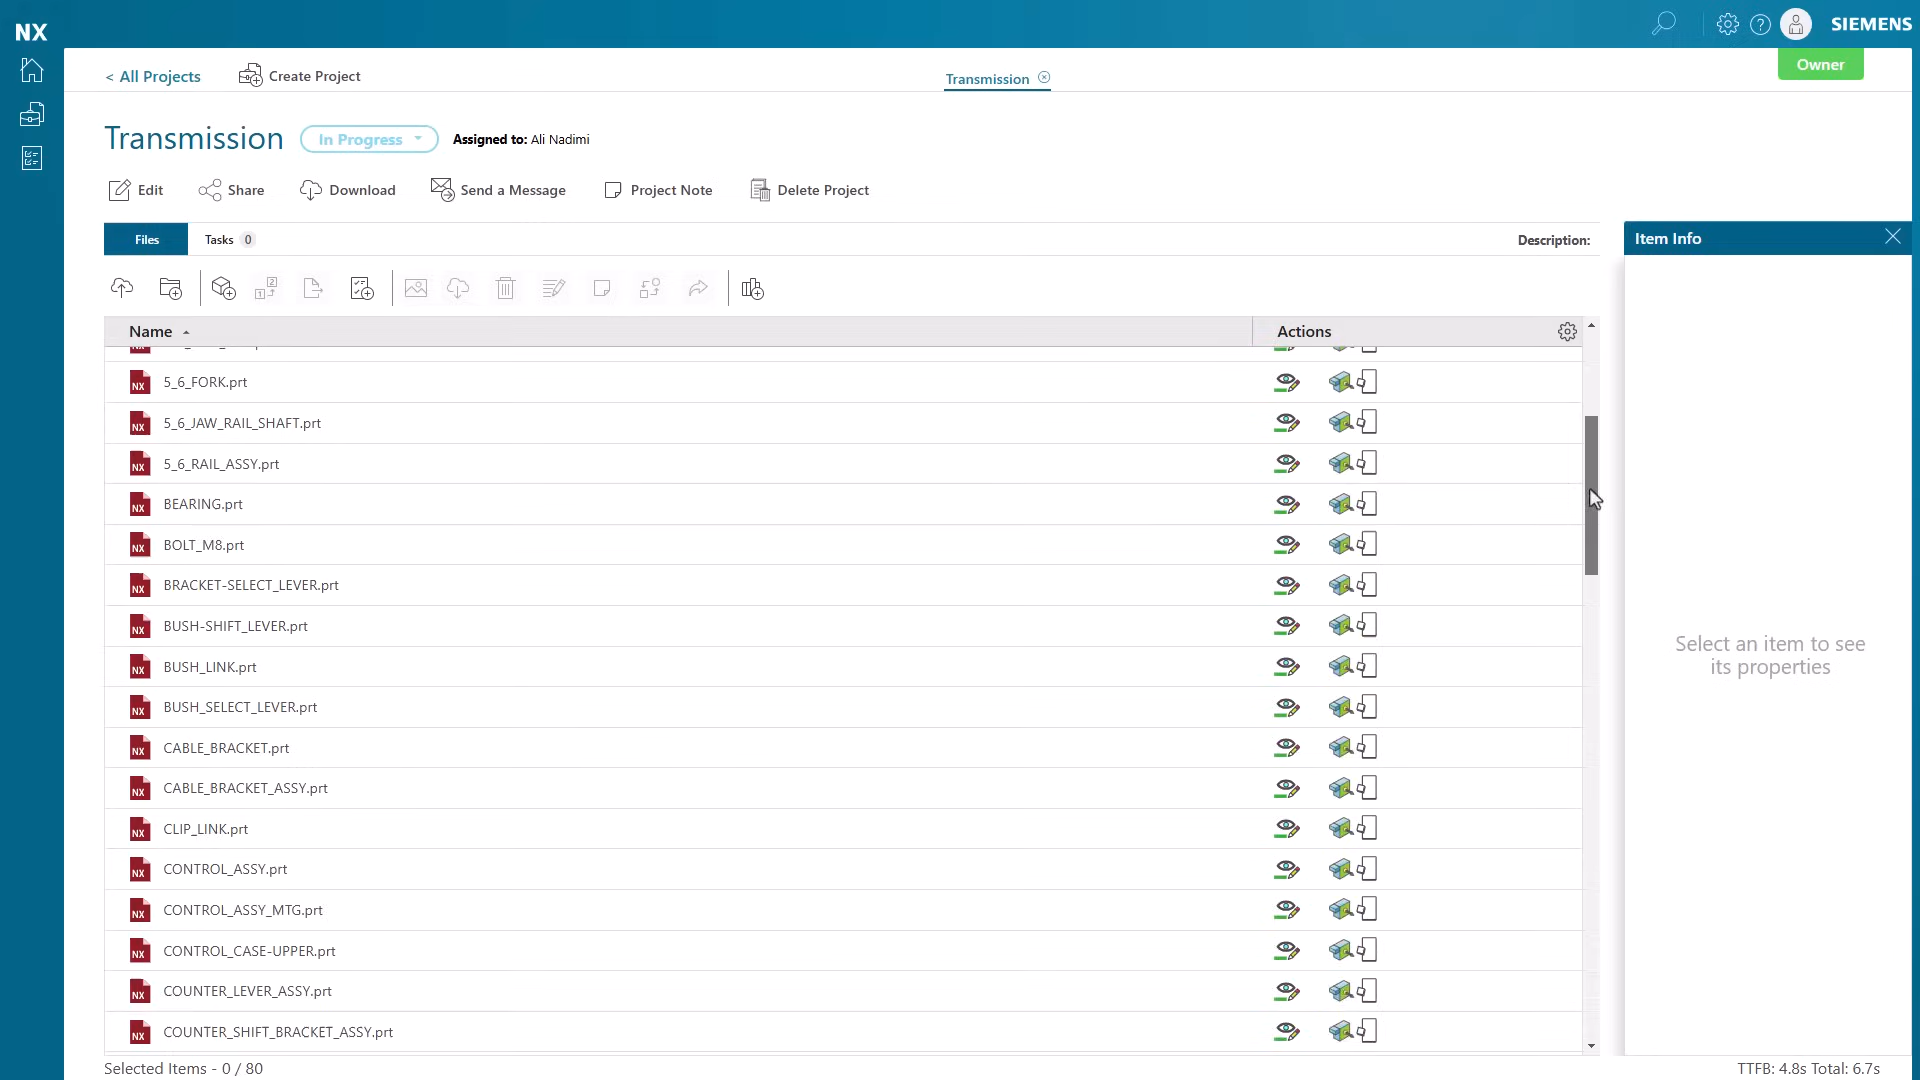 NX
SIEMENS
< All Projects
Create Project
Transmission
Owner
Transmission
In Progress
Assigned to: Ali Nadimi
Edit
Share
Download
Send a Message
Project Note
Delete Project
Files
Tasks 0
Description:
Item Info
Name
Actions
5_6_FORK.prt
5_6_JAW_RAIL_SHAFT.prt
5_6_RAIL_ASSY.prt
BEARING.prt
BOLT_M8.prt
BRACKET-SELECT_LEVER.prt
BUSH-SHIFT_LEVER.prt
BUSH_LINK.prt
BUSH_SELECT_LEVER.prt
CABLE_BRACKET.prt
CABLE_BRACKET_ASSY.prt
CLIP_LINK.prt
CONTROL_ASSY.prt
CONTROL_ASSY_MTG.prt
CONTROL_CASE-UPPER.prt
COUNTER_LEVER_ASSY.prt
COUNTER_SHIFT_BRACKET_ASSY.prt
Select an item to see
its properties
Selected Items - 0 / 80
TTFB: 4.8s Total: 6.7s